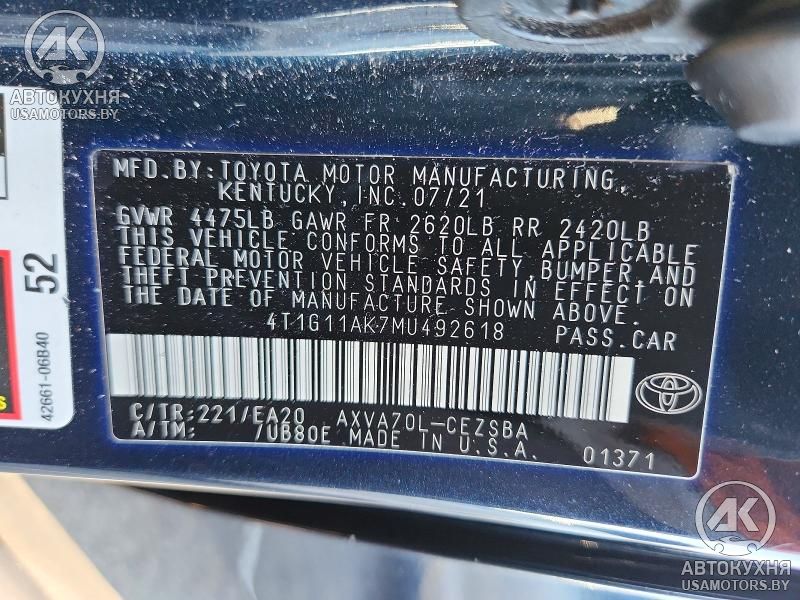 AK
АВТОКУХНЯ
USAMOTORS.BY
52
42661-06B40
MFD.BY:TOYOTA MOTOR MANUFACTURING,
KENTUCKY, INC. 07/21
GVWR 4475LB GAWR FR 2620LB RR 2420LB
THIS VEHICLE CONFORMS TO ALL APPLICABLE
FEDERAL MOTOR VEHICLE SAFETY,BUMPER,AND
THEFT PREVENTION STANDARDS IN EFFECT ON
THE DATE OF MANUFACTURE SHOWN ABOVE.
4T1G11AK7MU492618 PASS.CAR
C/TR:221/EA20 AXVA70L-CEZSBA
A/TM: /UB80E MADE IN U.S.A. 01371
AK
АВТОКУХНЯ
USAMOTORS.BY